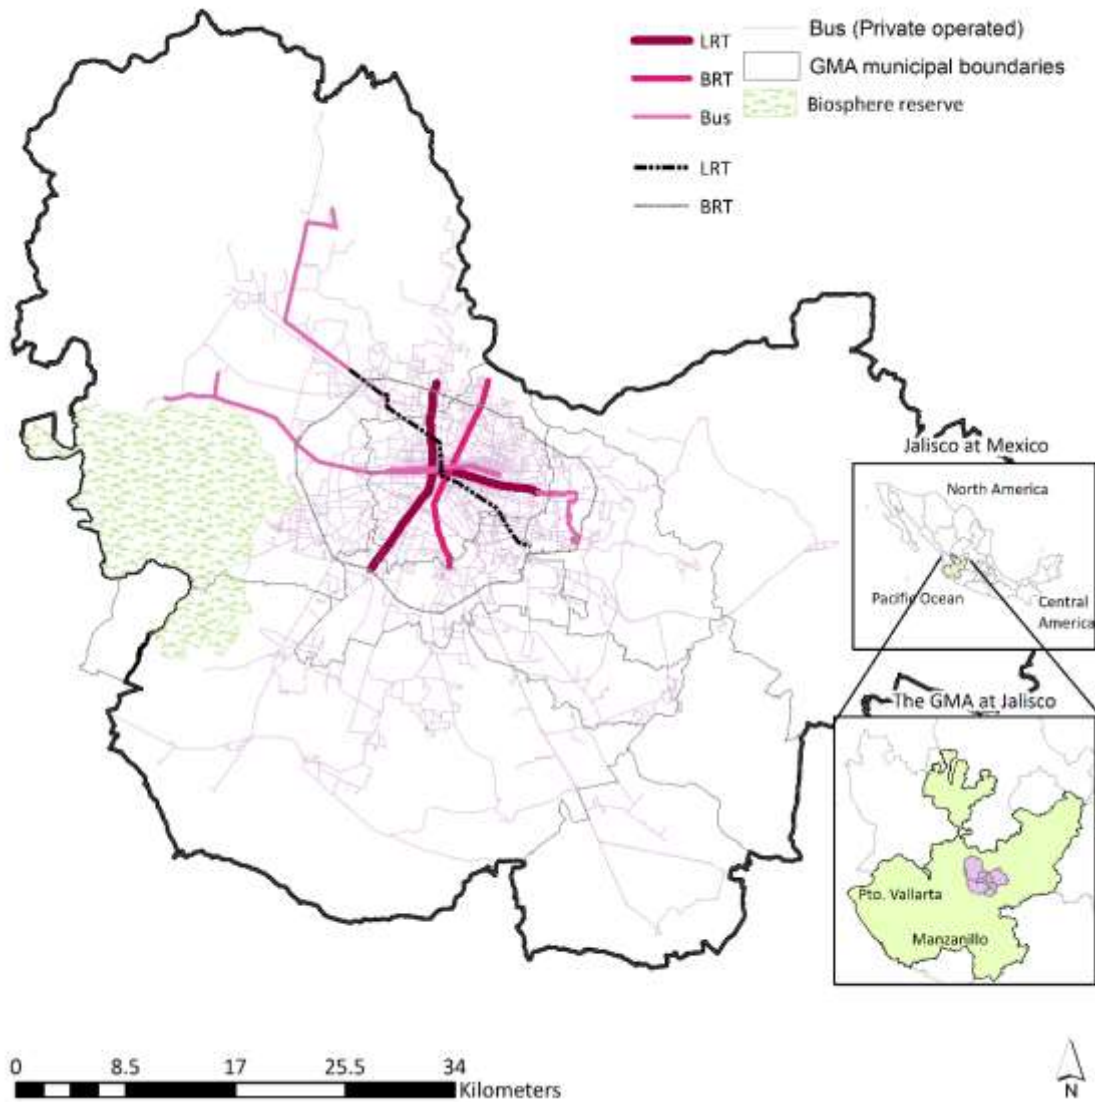 LRT
BRT
Bus
LRT
BRT
Bus (Private operated)
GMA municipal boundaries
Biosphere reserve
Jalisco at Mexico
North America
Pacific Ocean
Central
America
The GMA at Jalisco
Pto. Vallarta
Manzanillo
0 8.5 17 25.5 34
Kilometers
N